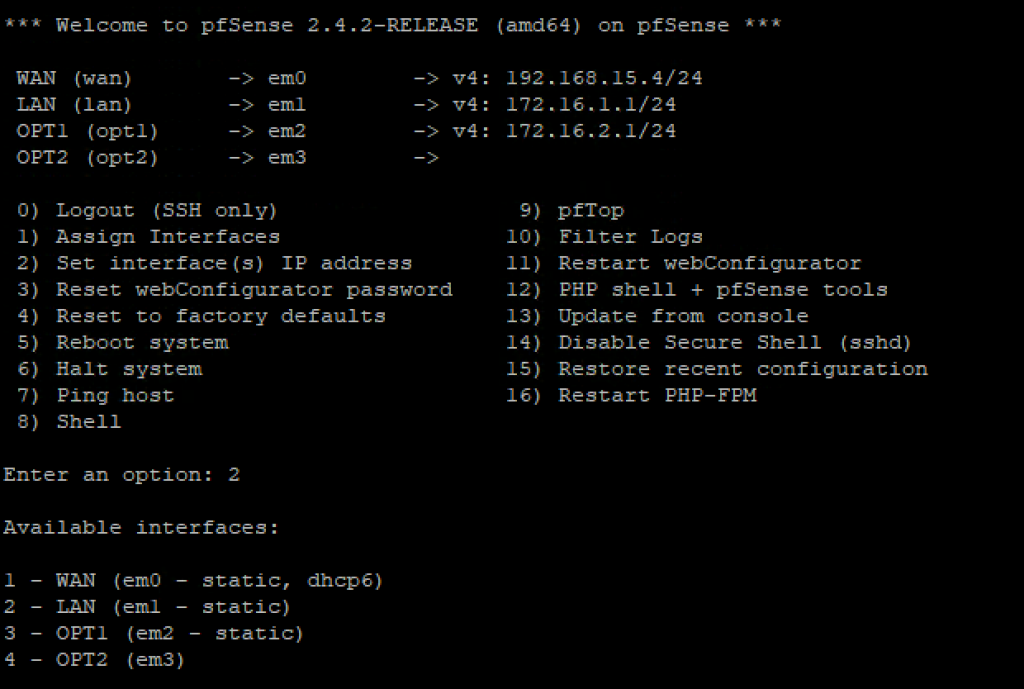 *** Welcome to pfSense 2.4.2-RELEASE (amd64) on pfSense ***
WAN (wan) -> em0 -> v4: 192.168.15.4/24
LAN (lan) -> em1 -> v4: 172.16.1.1/24
OPT1 (opt1) -> em2 -> v4: 172.16.2.1/24
OPT2 (opt2) -> em3 ->
0) Logout (SSH only) 9) pfTop
1) Assign Interfaces 10) Filter Logs
2) Set interface(s) IP address 11) Restart webConfigurator
3) Reset webConfigurator password 12) PHP shell + pfSense tools
4) Reset to factory defaults 13) Update from console
5) Reboot system 14) Disable Secure Shell (sshd)
6) Halt system 15) Restore recent configuration
7) Ping host 16) Restart PHP-FPM
8) Shell
Enter an option: 2
Available interfaces:
1 - WAN (em0 - static, dhcp6)
2 - LAN (em1 - static)
3 - OPT1 (em2 - static)
4 - OPT2 (em3)